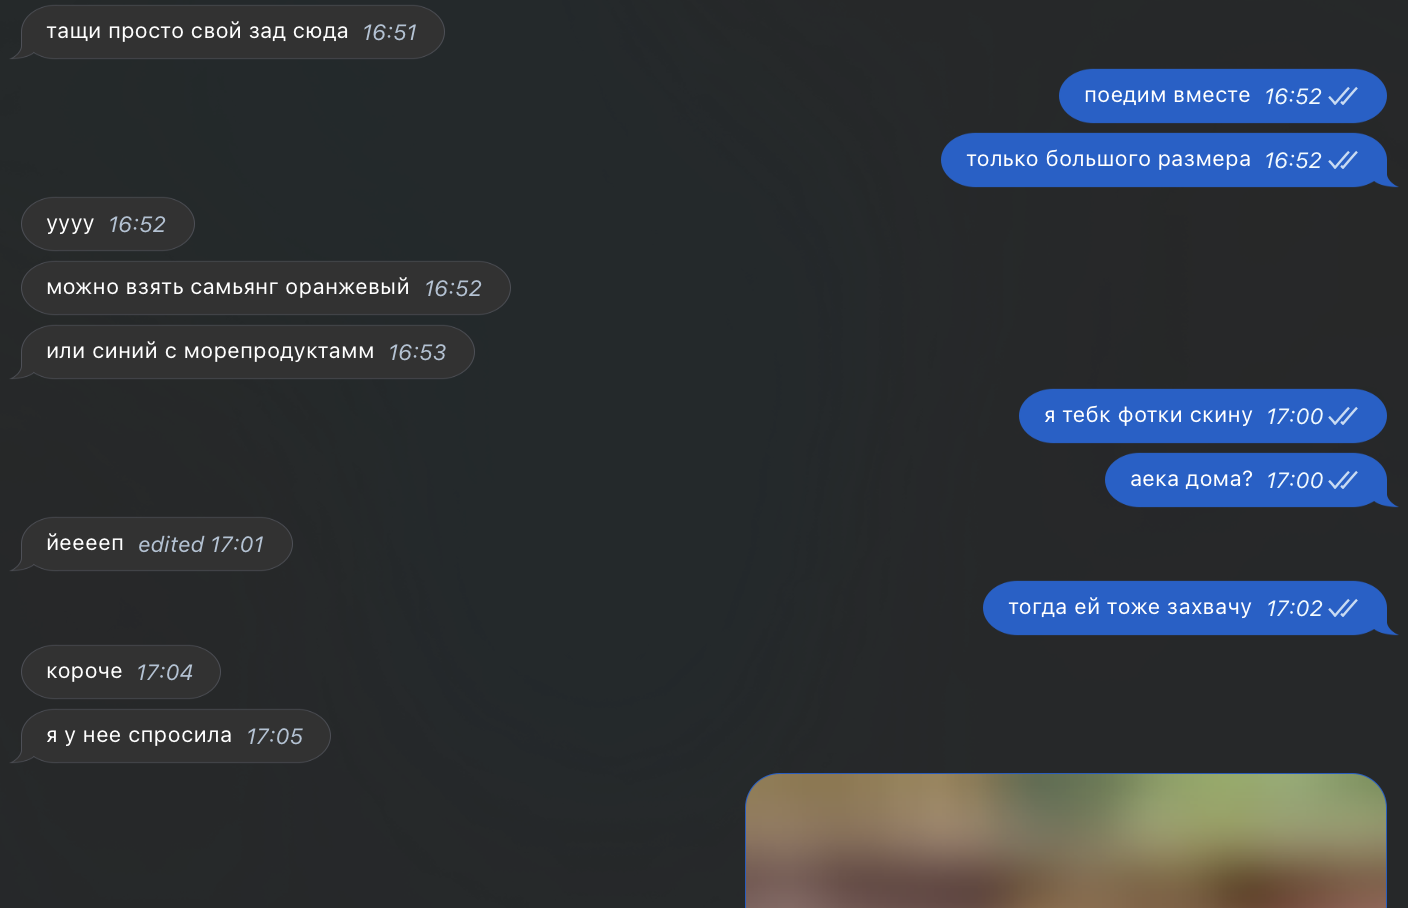 тащи просто свой зад сюда 16:51
поедим вместе 16:52
только большого размера 16:52
уууу 16:52
можно взять самьянг оранжевый 16:52
или синий с морепродуктамм 16:53
я тебк фотки скину 17:00
аека дома? 17:00
йеееeп edited 17:01
тогда ей тоже захвачу 17:02
короче 17:04
я у нее спросила 17:05